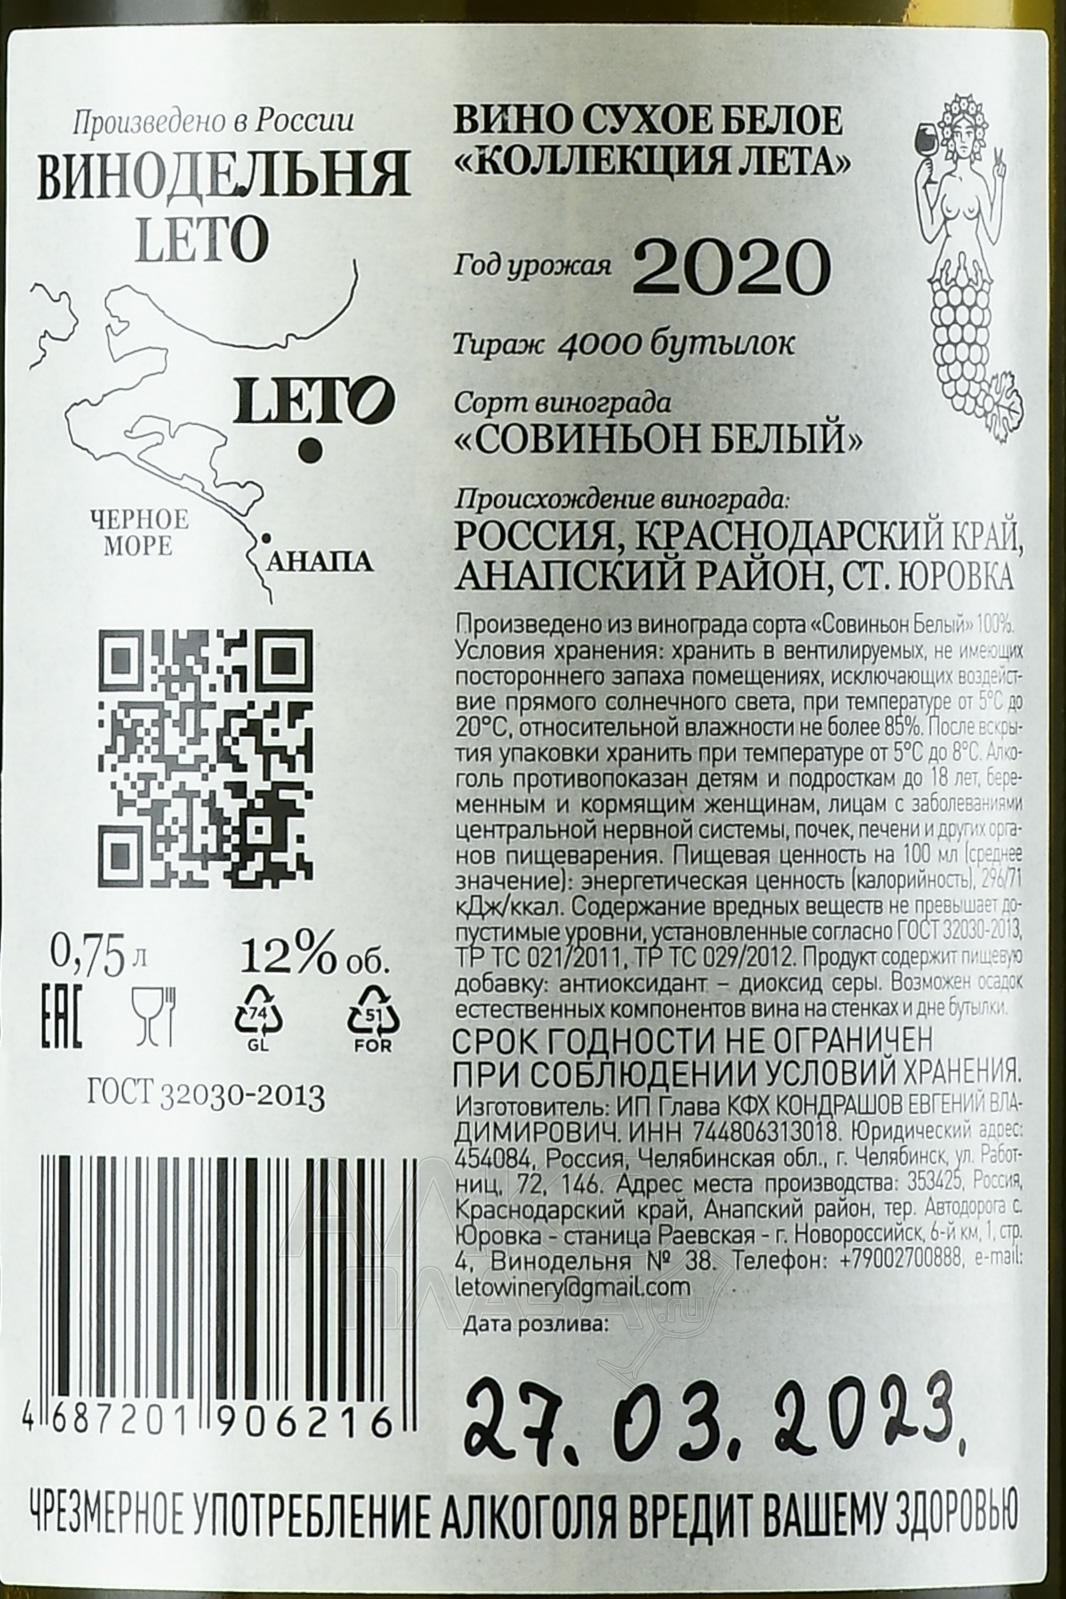 Произведено в России
ВИНОДЕЛЬНЯ
LETO
LETO
ЧЕРНОЕ
МОРЕ
АНАПА
0,75 л
12% об.
EAC
74
GL
51
FOR
ГОСТ 32030-2013
4 687201 906216
ВИНО СУХОЕ БЕЛОЕ
«КОЛЛЕКЦИЯ ЛЕТА»
Год урожая 2020
Тираж 4000 бутылок
Сорт винограда
«СОВИНЬОН БЕЛЫЙ»
Происхождение винограда:
РОССИЯ, КРАСНОДАРСКИЙ КРАЙ,
АНАПСКИЙ РАЙОН, СТ. ЮРОВКА
Произведено из винограда сорта «Совиньон Белый» 100%.
Условия хранения: хранить в вентилируемых, не имеющих
постороннего запаха помещениях, исключающих воздейст-
вие прямого солнечного света, при температуре от 5°С до
20°С, относительной влажности не более 85%. После вскры-
тия упаковки хранить при температуре от 5°С до 8°С. Алко-
голь противопоказан детям и подросткам до 18 лет, бере-
менным и кормящим женщинам, лицам с заболеваниями
центральной нервной системы, почек, печени и других орга-
нов пищеварения. Пищевая ценность на 100 мл (среднее
значение): энергетическая ценность (калорийность), 296/71
кДж/ккал. Содержание вредных веществ не превышает до-
пустимые уровни, установленные согласно ГОСТ 32030-2013,
ТР ТС 021/2011, ТР ТС 029/2012. Продукт содержит пищевую
добавку: антиоксидант – диоксид серы. Возможен осадок
естественных компонентов вина на стенках и дне бутылки.
СРОК ГОДНОСТИ НЕ ОГРАНИЧЕН
ПРИ СОБЛЮДЕНИИ УСЛОВИЙ ХРАНЕНИЯ.
Изготовитель: ИП Глава КФХ КОНДРАШОВ ЕВГЕНИЙ ВЛА-
ДИМИРОВИЧ. ИНН 744806313018. Юридический адрес:
454084, Россия, Челябинская обл., г. Челябинск, ул. Работ-
ниц, 72, 146. Адрес места производства: 353425, Россия,
Краснодарский край, Анапский район, тер. Автодорога с.
Юровка - станица Раевская - г. Новороссийск, 6-й км, 1, стр.
4, Винодельня № 38. Телефон: +79002700888, e-mail:
letowinery@gmail.com
Дата розлива:
27. 03. 2023.
ЧРЕЗМЕРНОЕ УПОТРЕБЛЕНИЕ АЛКОГОЛЯ ВРЕДИТ ВАШЕМУ ЗДОРОВЬЮ
АЛКО
ПЛАЗА
.ru